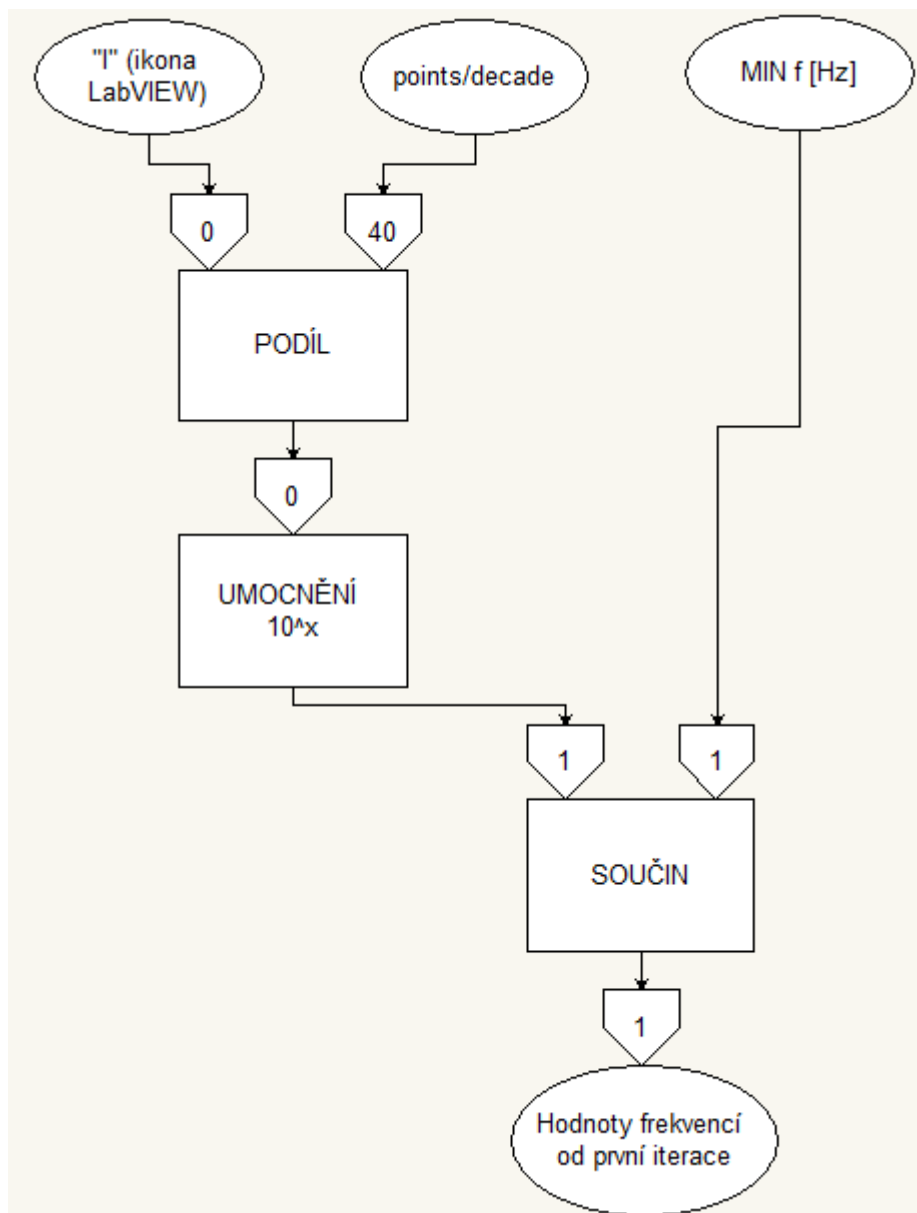 "I" (ikona
LabVIEW)
points/decade
MIN f [Hz]
0
40
PODÍL
0
UMOCNĚNÍ
10^x
1
1
SOUČIN
1
Hodnoty frekvencí
od první iterace